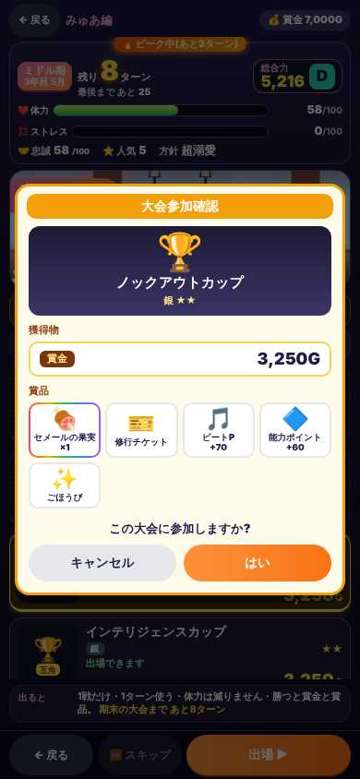 ← 戻る
みゅあ編
💰 賞金 7,000G
🔥 ピーク中(あと2ターン)
ミドル期
3年目 5月
残り 8 ターン
最後まで あと 25
総合力
5,216 D
❤️ 体力
58/100
💢 ストレス
0/100
🤝 忠誠 58 /100 ⭐ 人気 5 方針 超溺愛
大会参加確認
ノックアウトカップ
銀 ★★
獲得物
賞金
3,250G
賞品
セメールの果実
×1
修行チケット
ビートP
+70
能力ポイント
+60
ごほうび
この大会に参加しますか?
キャンセル
はい
インテリジェンスカップ
銀
★★
出場できます
出ると
1戦だけ・1ターン使う・体力は減りません・勝つと賞金と賞
品。 期末の大会まで あと8ターン
← 戻る
⏩ スキップ
出場 ▶